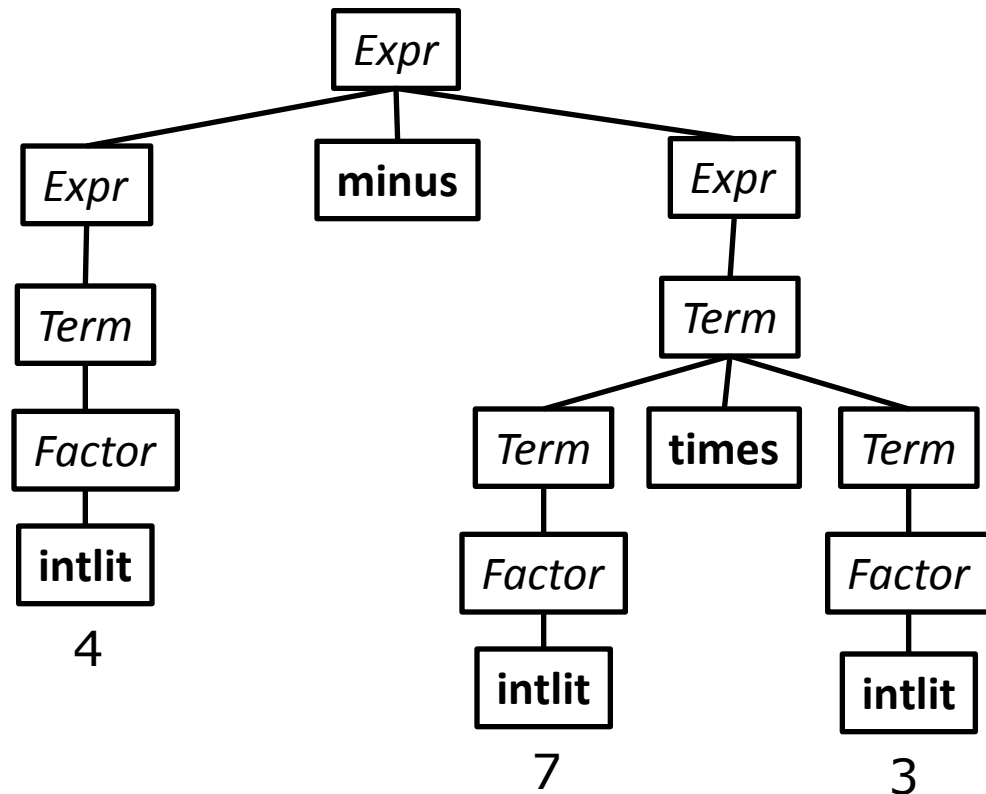 Expr
Expr minus Expr
Term Term
Factor Term times Term
intlit Factor Factor
4 intlit intlit
7 3